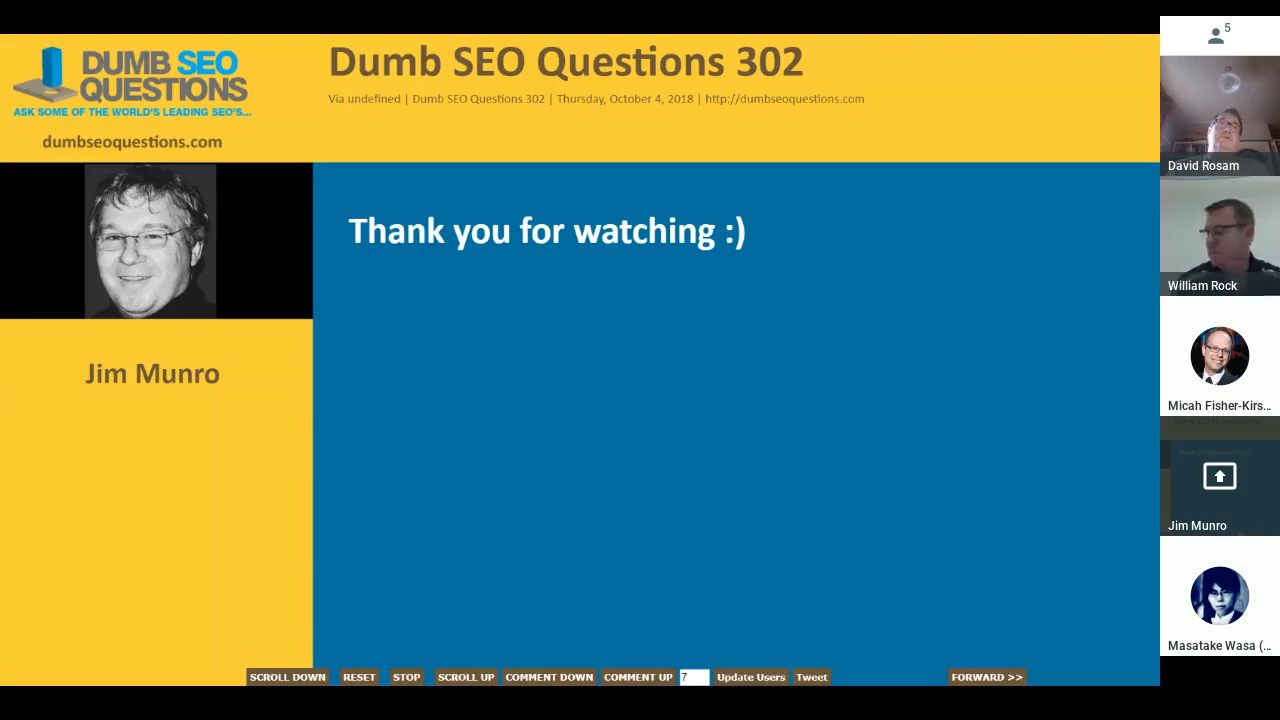 DUMB SEO
QUESTIONS
ASK SOME OF THE WORLD'S LEADING SEO'S...
dumbseoquestions.com
Dumb SEO Questions 302
Via undefined | Dumb SEO Questions 302 | Thursday, October 4, 2018 | http://dumbseoquestions.com
Jim Munro
Thank you for watching :)
SCROLL DOWN RESET STOP SCROLL UP COMMENT DOWN COMMENT UP 7 Update Users Tweet FORWARD >>
5
David Rosam
William Rock
Micah Fisher-Kirs...
Jim Munro
Masatake Wasa (...